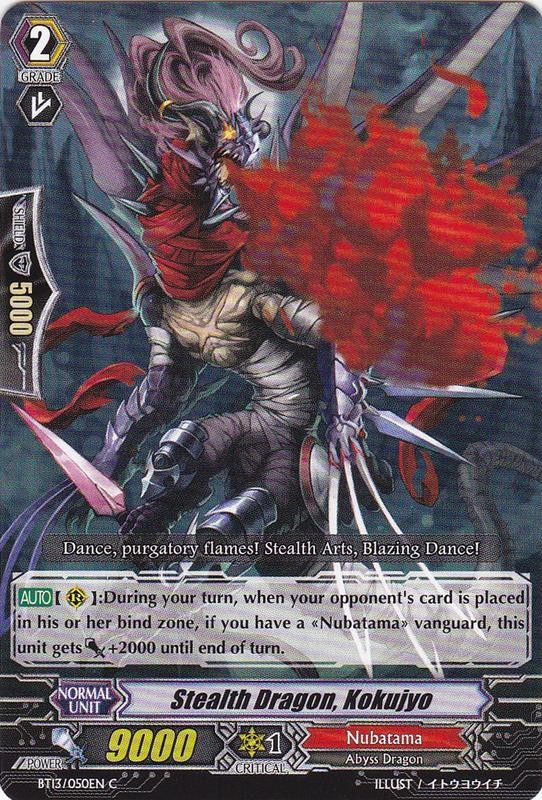 2
GRADE
SHIELD
5000
Dance, purgatory flames! Stealth Arts, Blazing Dance!
AUTO【 R 】:During your turn, when your opponent's card is placed
in his or her bind zone, if you have a «Nubatama» vanguard, this
unit gets +2000 until end of turn.
NORMAL
UNIT
Stealth Dragon, Kokujyo
POWER
9000
1
CRITICAL
Nubatama
Abyss Dragon
BT13/050EN C
ILLUST / イトウヨウイチ